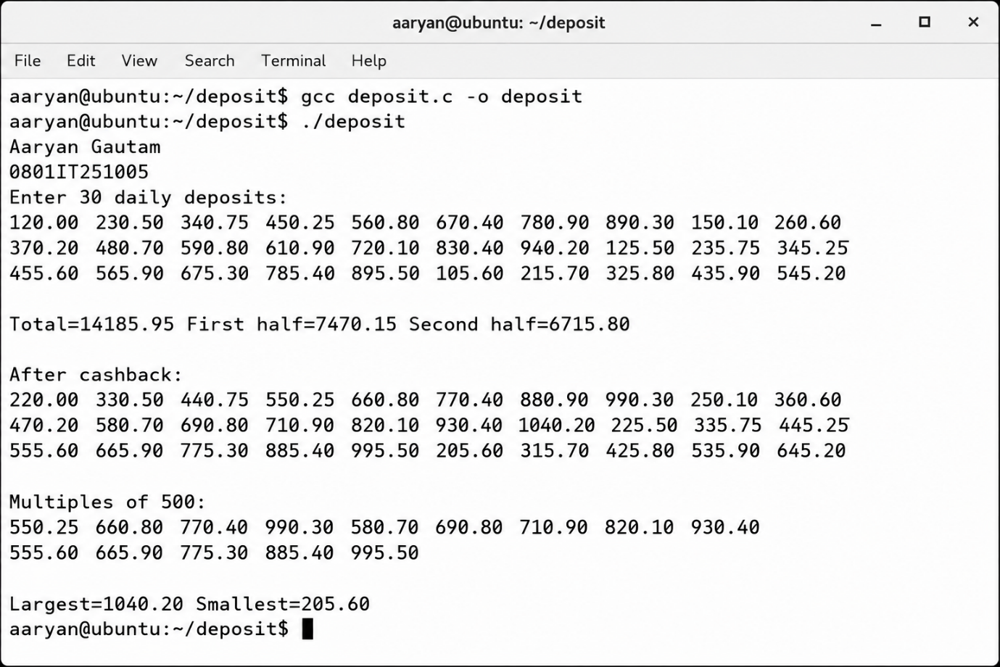 aaryan@ubuntu: ~/deposit
File Edit View Search Terminal Help
aaryan@ubuntu:~/deposit$ gcc deposit.c -o deposit
aaryan@ubuntu:~/deposit$ ./deposit
Aaryan Gautam
0801IT251005
Enter 30 daily deposits:
120.00 230.50 340.75 450.25 560.80 670.40 780.90 890.30 150.10 260.60
370.20 480.70 590.80 610.90 720.10 830.40 940.20 125.50 235.75 345.25
455.60 565.90 675.30 785.40 895.50 105.60 215.70 325.80 435.90 545.20
Total=14185.95 First half=7470.15 Second half=6715.80
After cashback:
220.00 330.50 440.75 550.25 660.80 770.40 880.90 990.30 250.10 360.60
470.20 580.70 690.80 710.90 820.10 930.40 1040.20 225.50 335.75 445.25
555.60 665.90 775.30 885.40 995.50 205.60 315.70 425.80 535.90 645.20
Multiples of 500:
550.25 660.80 770.40 990.30 580.70 690.80 710.90 820.10 930.40
555.60 665.90 775.30 885.40 995.50
Largest=1040.20 Smallest=205.60
aaryan@ubuntu:~/deposit$